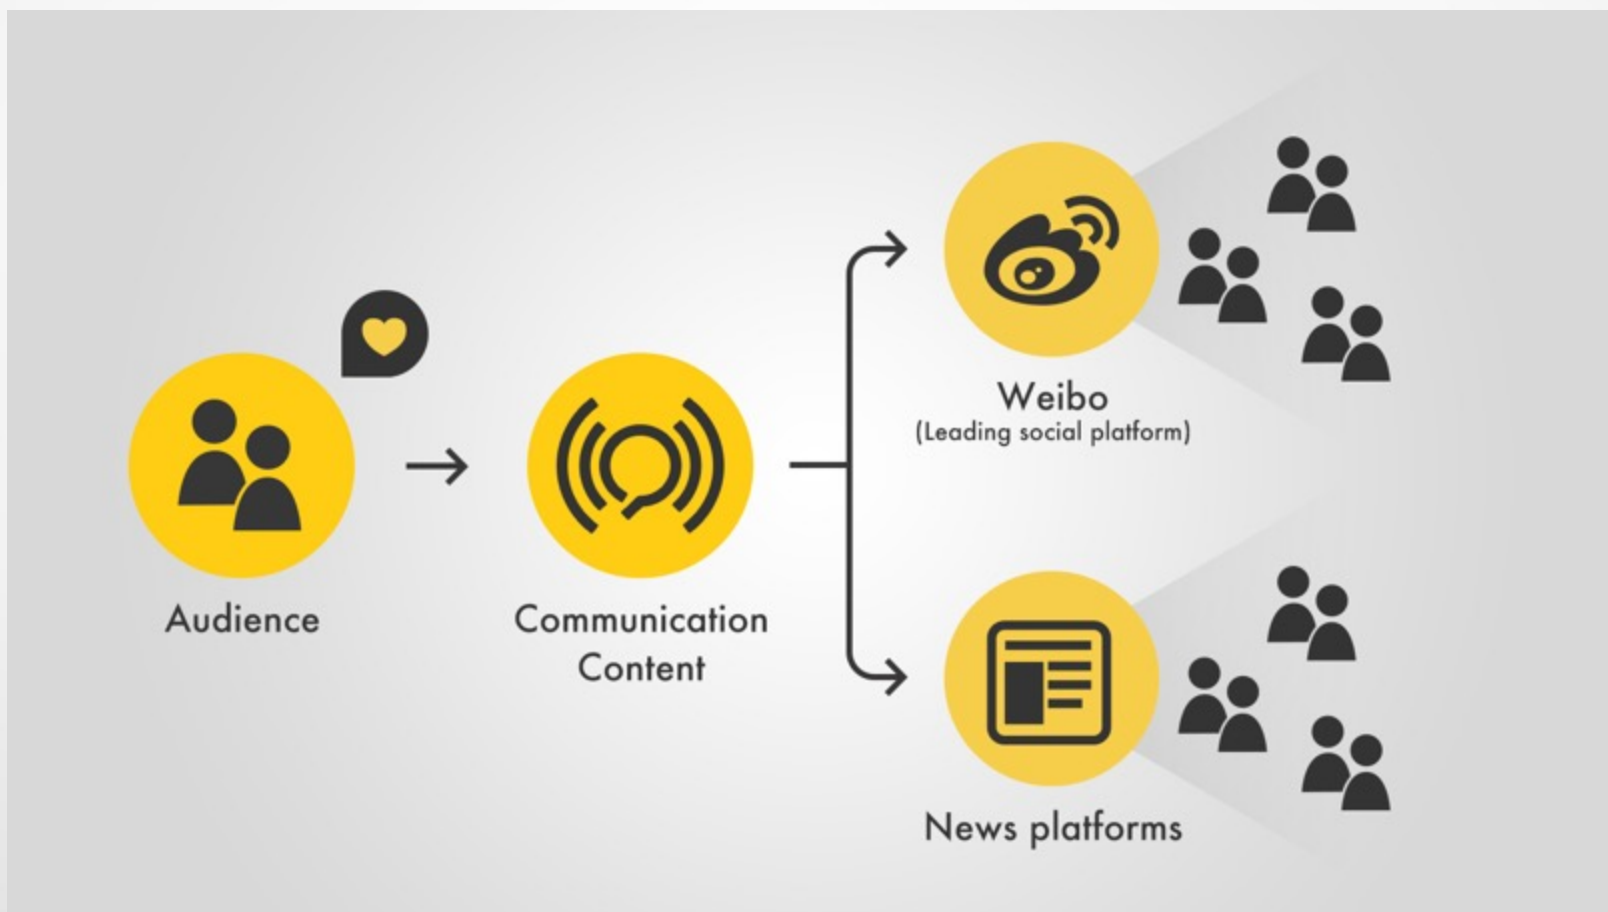 Audience
Communication
Content
Weibo
(Leading social platform)
News platforms